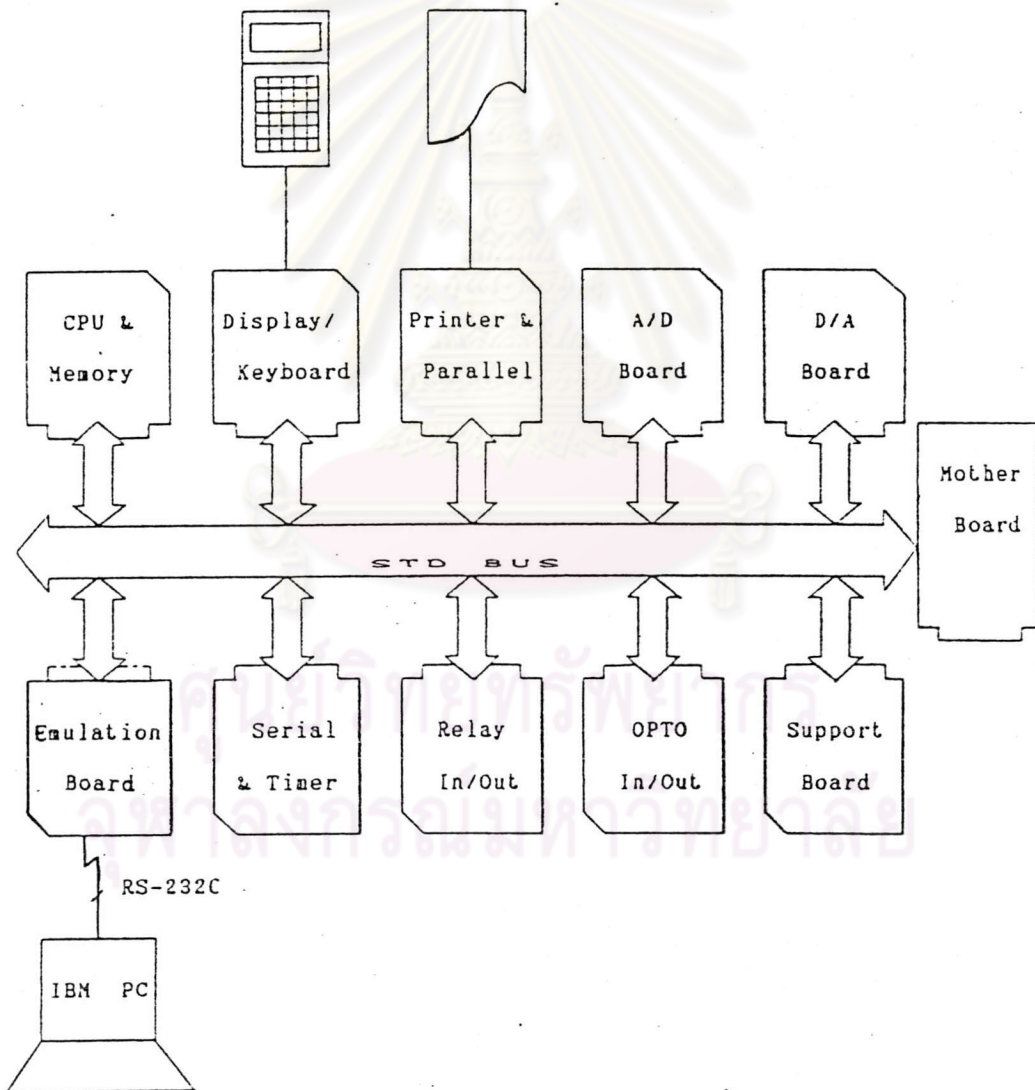 CPU &
Memory
Display/
Keyboard
Printer &
Parallel
A/D
Board
D/A
Board
Mother
Board
STD BUS
Emulation
Board
Serial
& Timer
Relay
In/Out
OPTO
In/Out
Support
Board
ศูนย์วิทยทรัพยากร
จุฬาลงกรณ์มหาวิทยาลัย
RS-232C
IBM PC